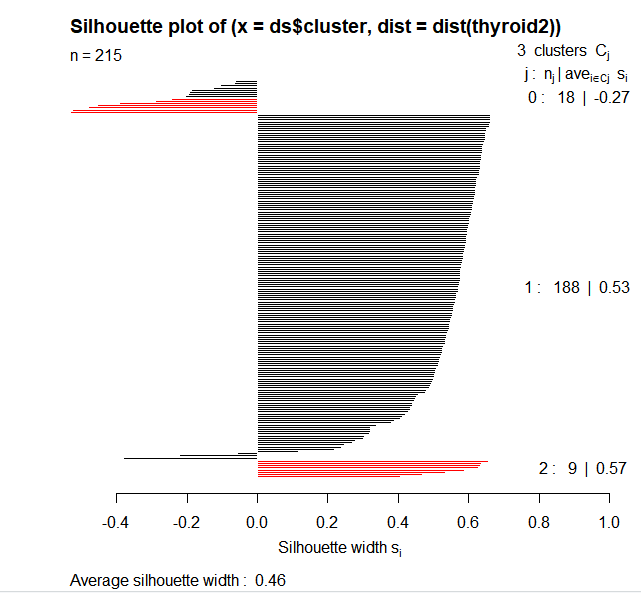 Silhouette plot of (x = ds$cluster, dist = dist(thyroid2))
n = 215
3 clusters Cj
j : nj | avei∈Cj si
0 : 18 | -0.27
1 : 188 | 0.53
2 : 9 | 0.57
-0.4 -0.2 0.0 0.2 0.4 0.6 0.8 1.0
Silhouette width si
Average silhouette width : 0.46